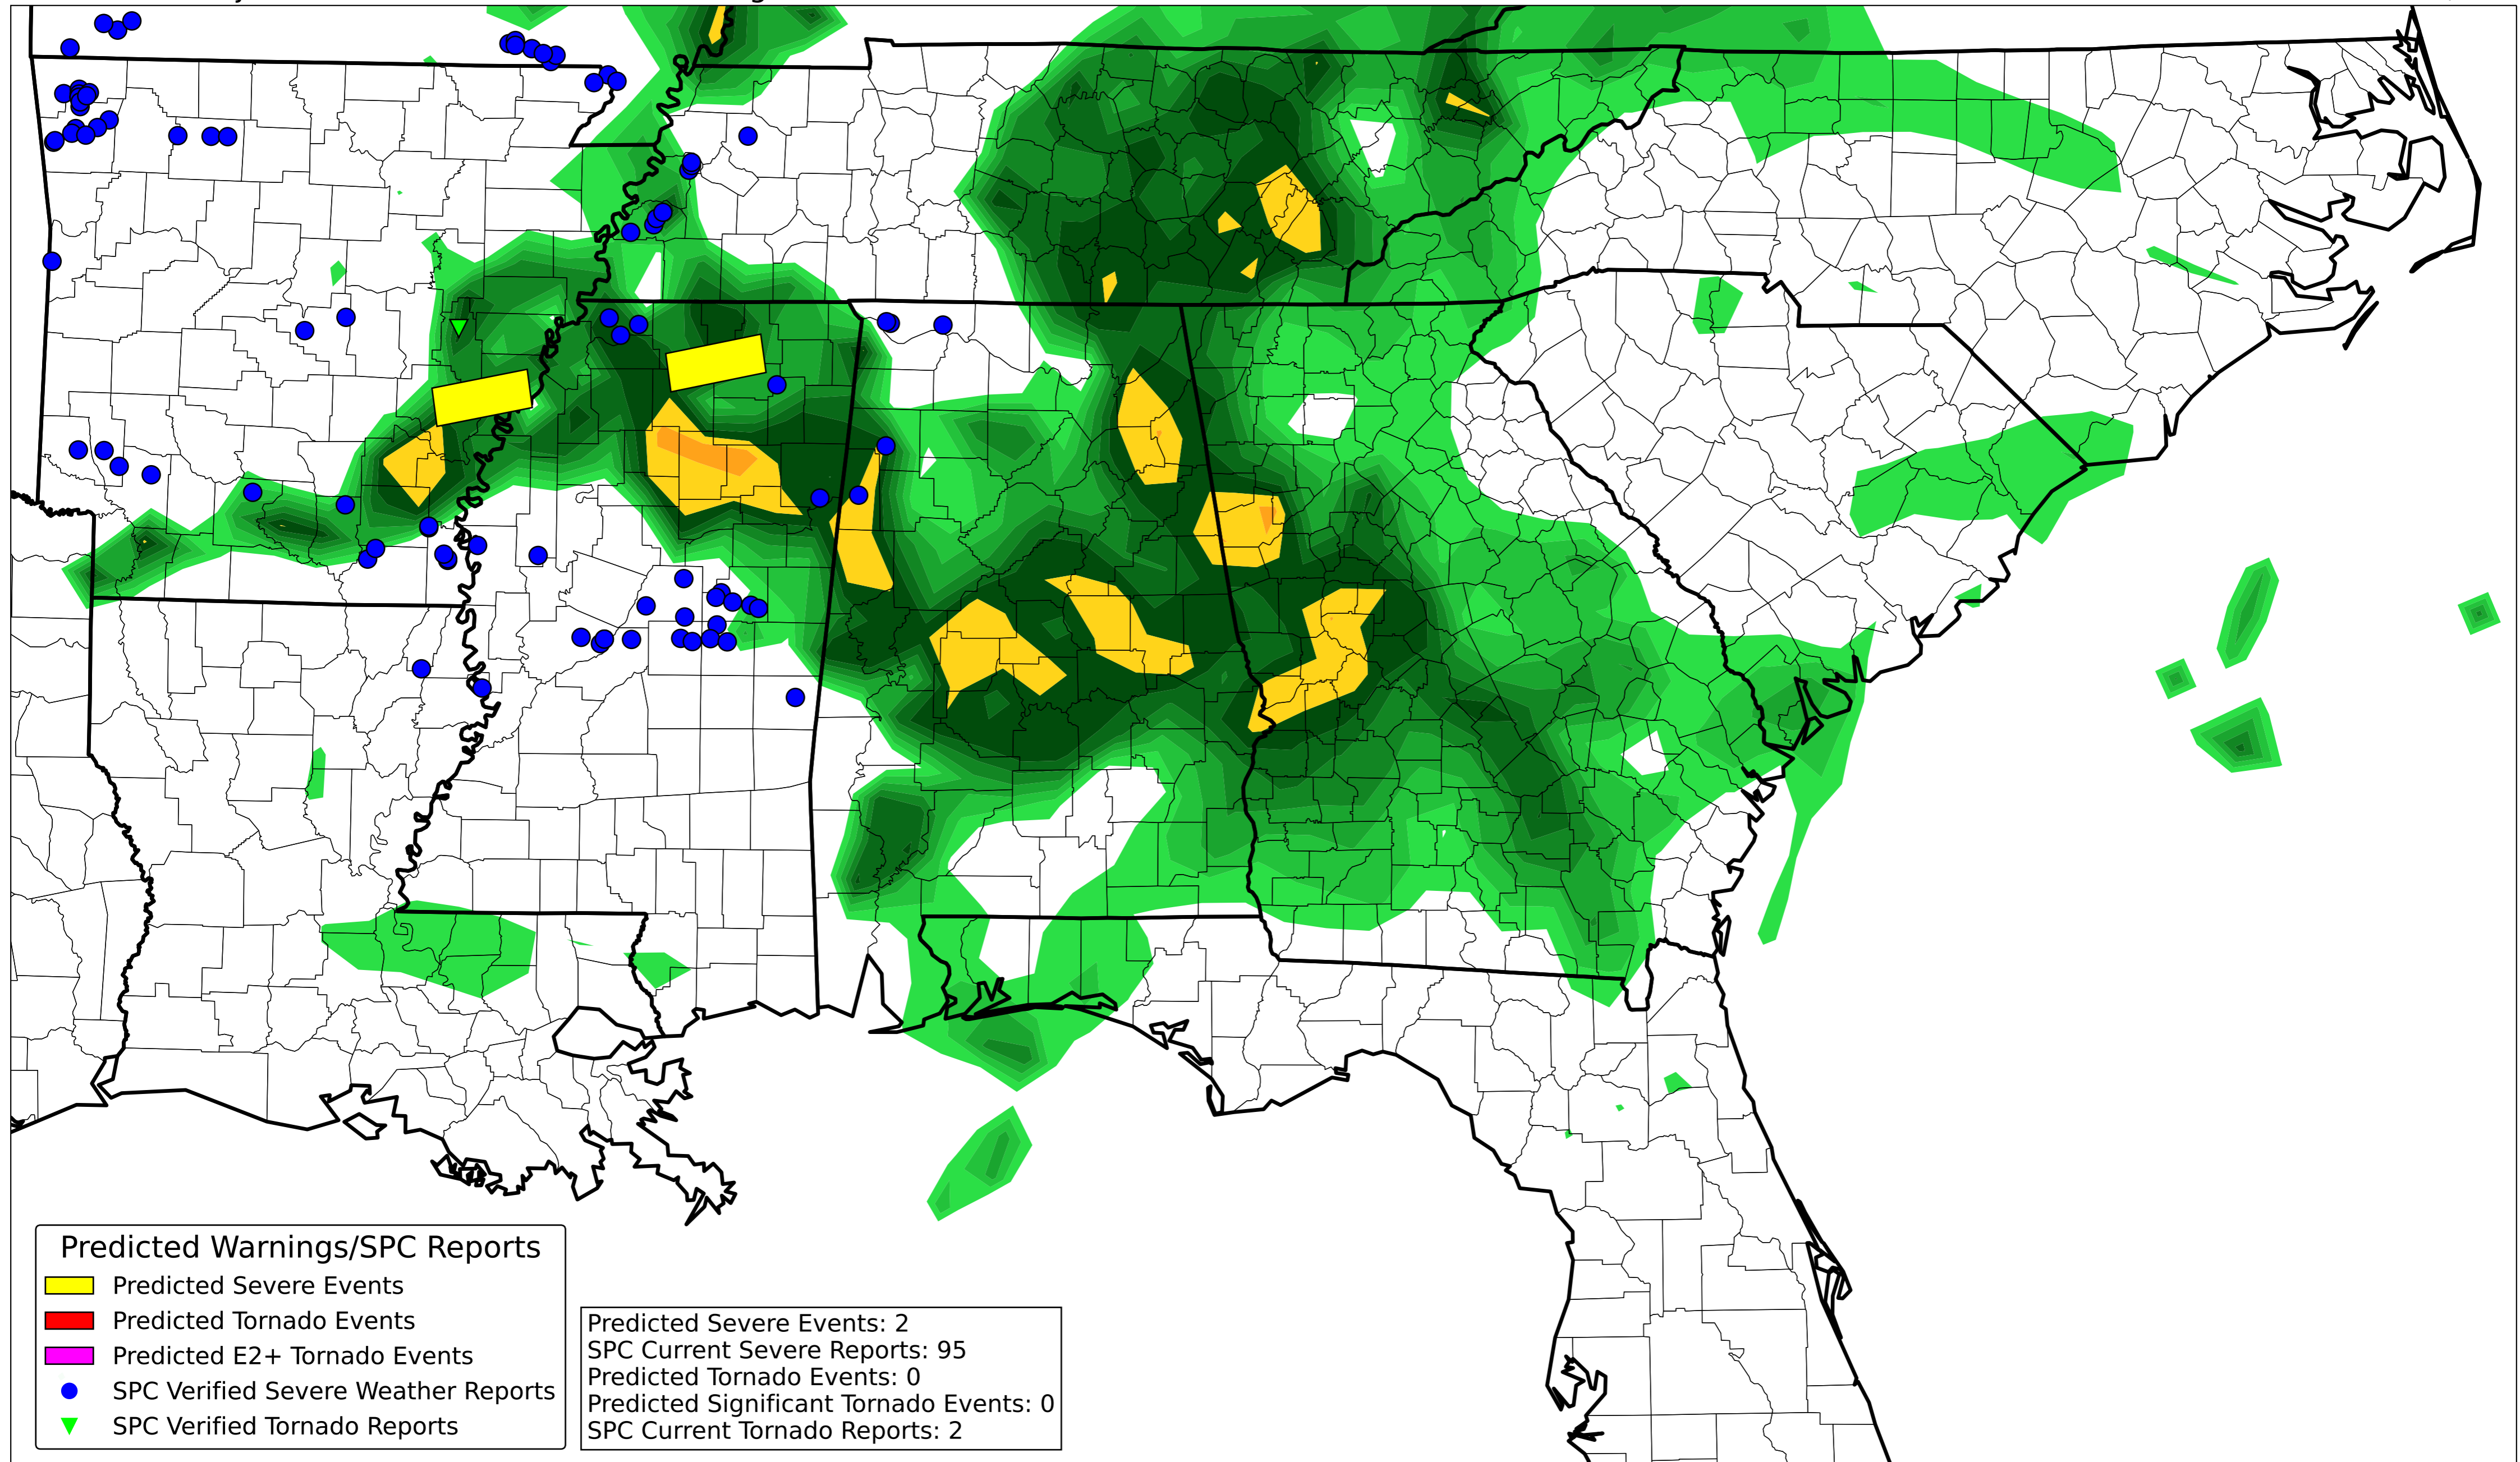 Predicted Warnings/SPC Reports
Predicted Severe Events
Predicted Tornado Events
Predicted E2+ Tornado Events
SPC Verified Severe Weather Reports
SPC Verified Tornado Reports
Predicted Severe Events: 2
SPC Current Severe Reports: 95
Predicted Tornado Events: 0
Predicted Significant Tornado Events: 0
SPC Current Tornado Reports: 2